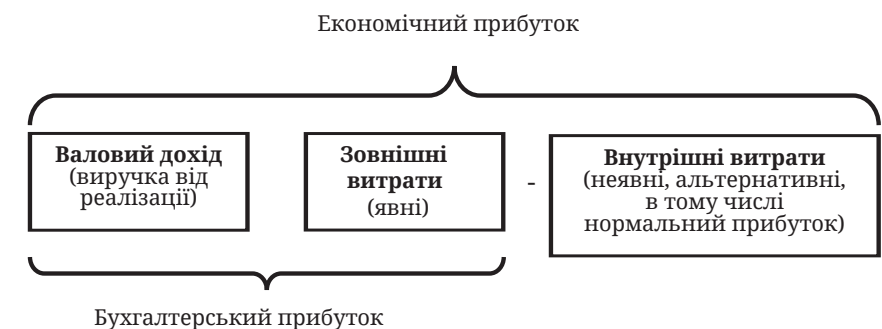 Економічний прибуток
Валовий дохід
(виручка від
реалізації)
Зовнішні
витрати
(явні)
-
Внутрішні витрати
(неявні, альтернативні,
в тому числі
нормальний прибуток)
Бухгалтерський прибуток